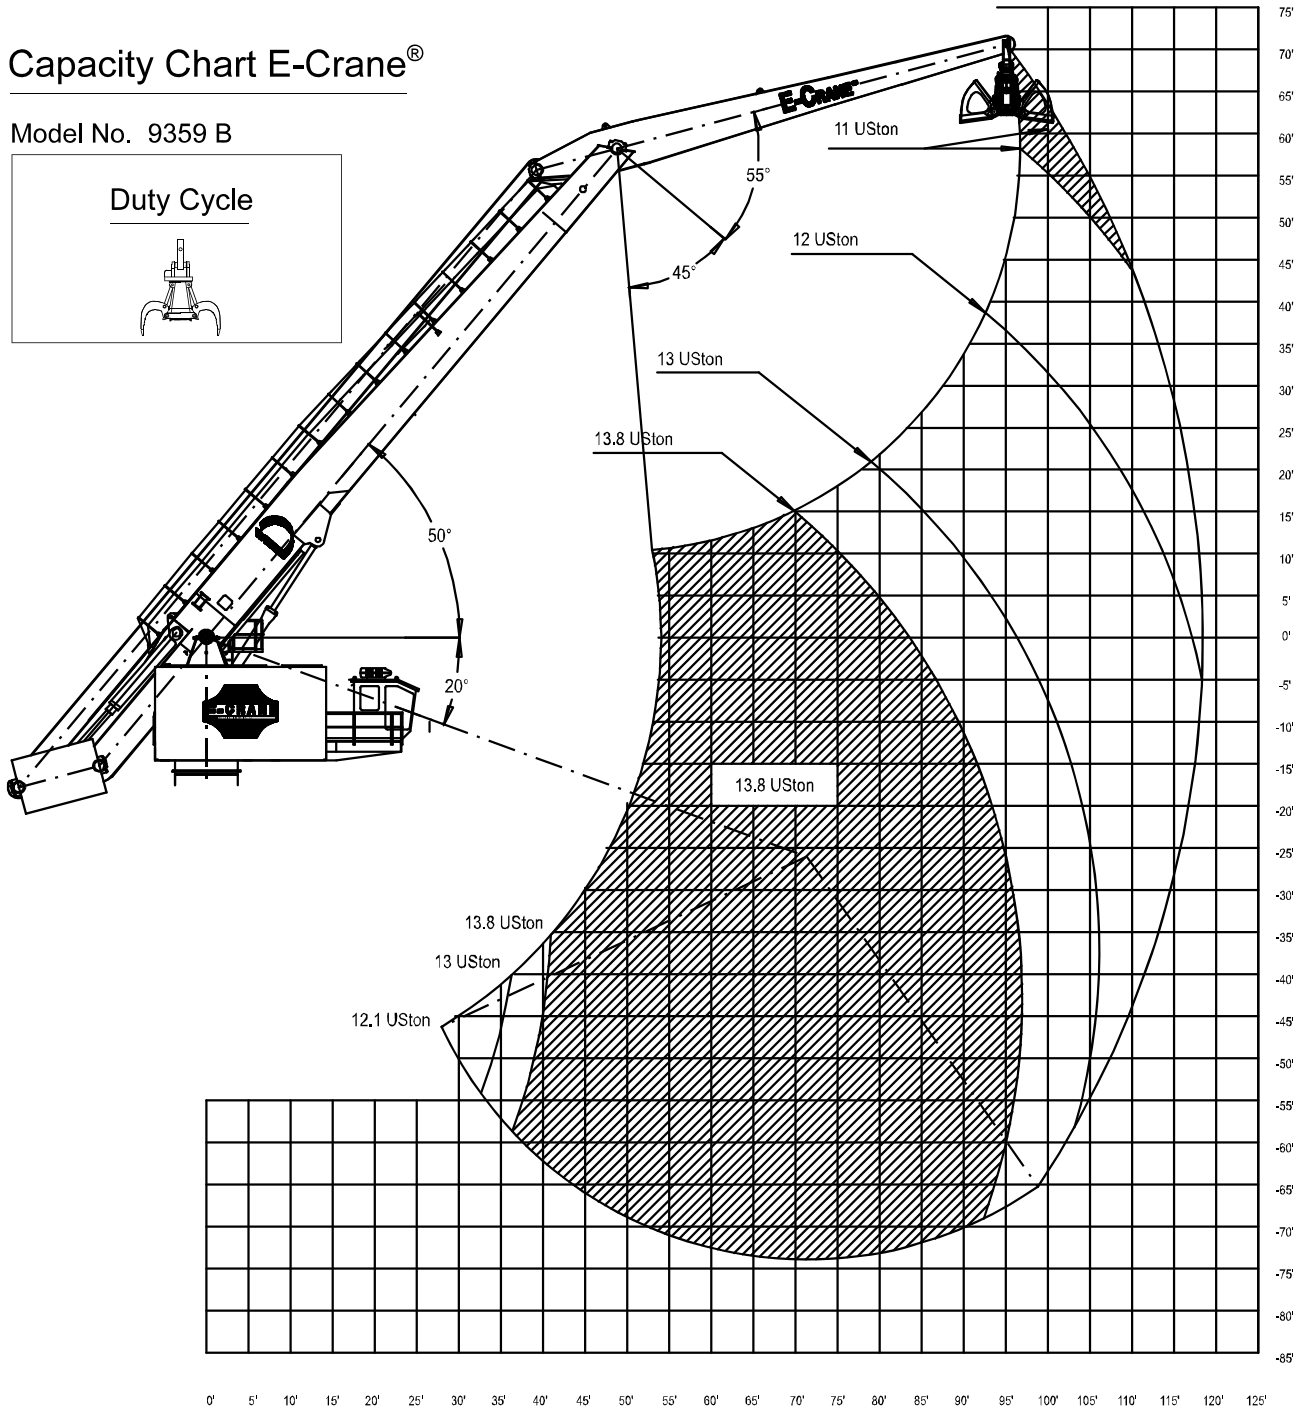 Capacity Chart E-Crane®
Model No. 9359 B
Duty Cycle
E-CRANE™
11 USton
55°
12 USton
45°
13 USton
13.8 USton
50°
D
20°
E-CRANE
13.8 USton
13.8 USton
13 USton
12.1 USton
75'
70'
65'
60'
55'
50'
45'
40'
35'
30'
25'
20'
15'
10'
5'
0'
-5'
-10'
-15'
-20'
-25'
-30'
-35'
-40'
-45'
-50'
-55'
-60'
-65'
-70'
-75'
-80'
-85'
0' 5' 10' 15' 20' 25' 30' 35' 40' 45' 50' 55' 60' 65' 70' 75' 80' 85' 90' 95' 100' 105' 110' 115' 120' 125'